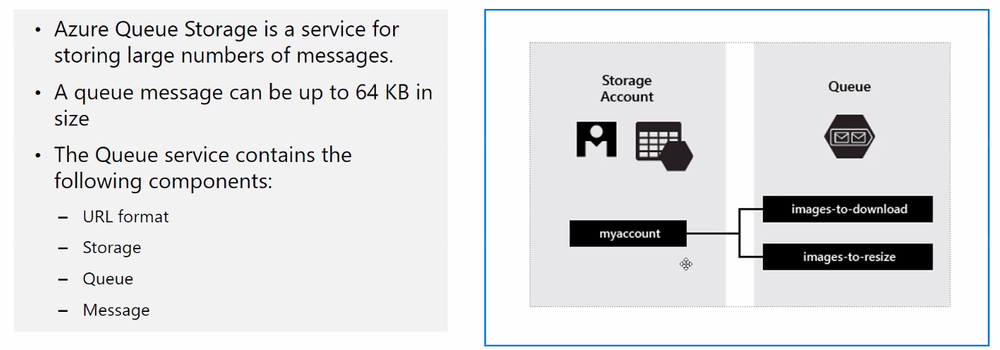 • Azure Queue Storage is a service for
storing large numbers of messages.
• A queue message can be up to 64 KB in
size
• The Queue service contains the
following components:
– URL format
– Storage
– Queue
– Message
Storage
Account
Queue
myaccount
images-to-download
images-to-resize